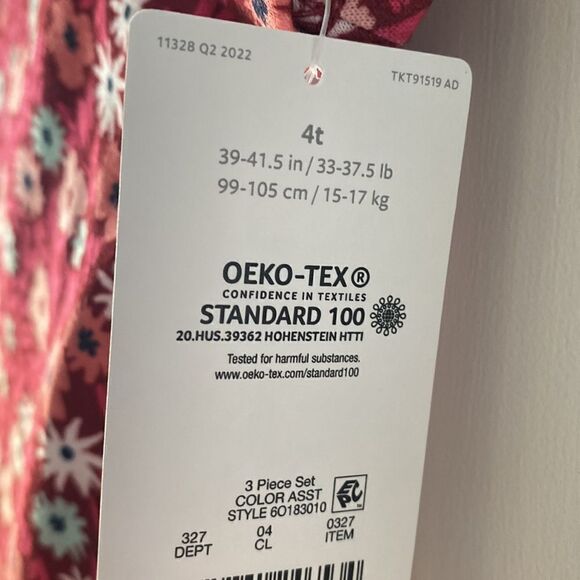 11328 Q2 2022
TKT91519 AD
4t
39-41.5 in / 33-37.5 lb
99-105 cm / 15-17 kg
OEKO-TEX®
CONFIDENCE IN TEXTILES
STANDARD 100
20.HUS.39362 HOHENSTEIN HTTI
Tested for harmful substances.
www.oeko-tex.com/standard100
3 Piece Set
COLOR ASST
STYLE 6O183010
EPC
327 04 0327
DEPT CL ITEM